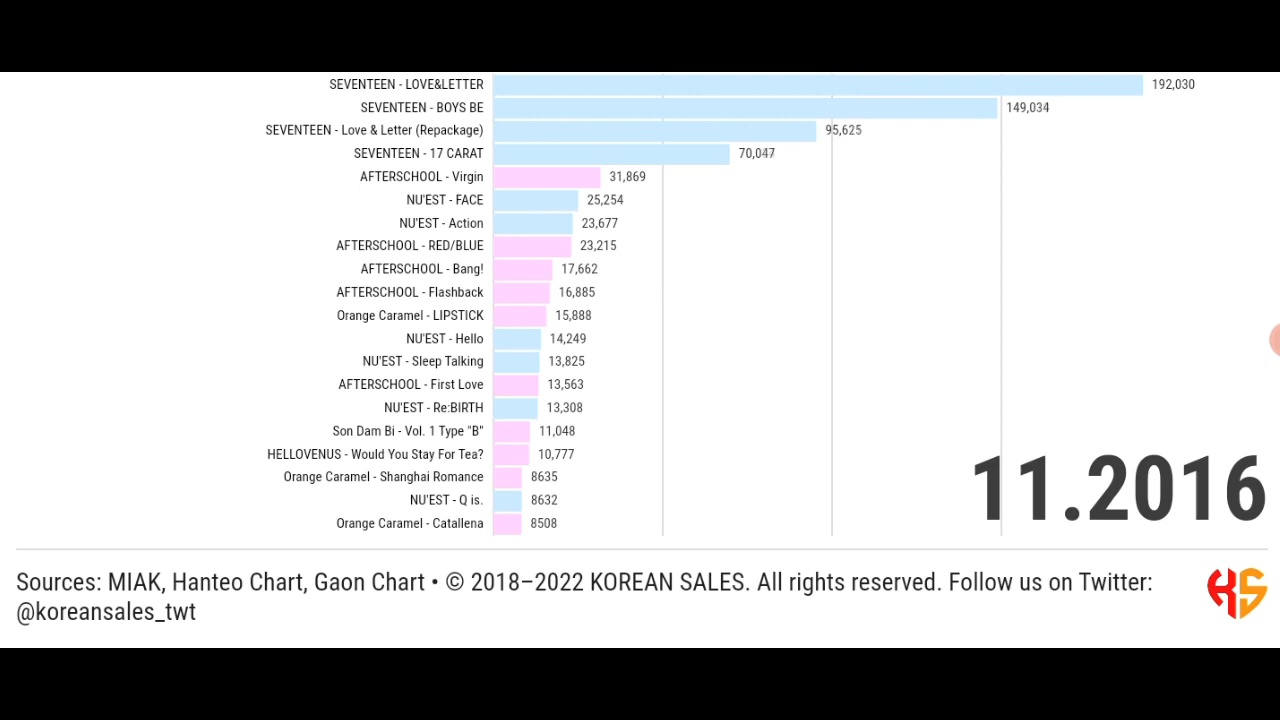 SEVENTEEN - LOVE&LETTER 192,030
SEVENTEEN - BOYS BE 149,034
SEVENTEEN - Love & Letter (Repackage) 95,625
SEVENTEEN - 17 CARAT 70,047
AFTERSCHOOL - Virgin 31,869
NU'EST - FACE 25,254
NU'EST - Action 23,677
AFTERSCHOOL - RED/BLUE 23,215
AFTERSCHOOL - Bang! 17,662
AFTERSCHOOL - Flashback 16,885
Orange Caramel - LIPSTICK 15,888
NU'EST - Hello 14,249
NU'EST - Sleep Talking 13,825
AFTERSCHOOL - First Love 13,563
NU'EST - Re:BIRTH 13,308
Son Dam Bi - Vol. 1 Type "B" 11,048
HELLOVENUS - Would You Stay For Tea? 10,777
Orange Caramel - Shanghai Romance 8635
NU'EST - Q is. 8632
Orange Caramel - Catallena 8508
11.2016
Sources: MIAK, Hanteo Chart, Gaon Chart • © 2018–2022 KOREAN SALES. All rights reserved. Follow us on Twitter:
@koreansales_twt
KS